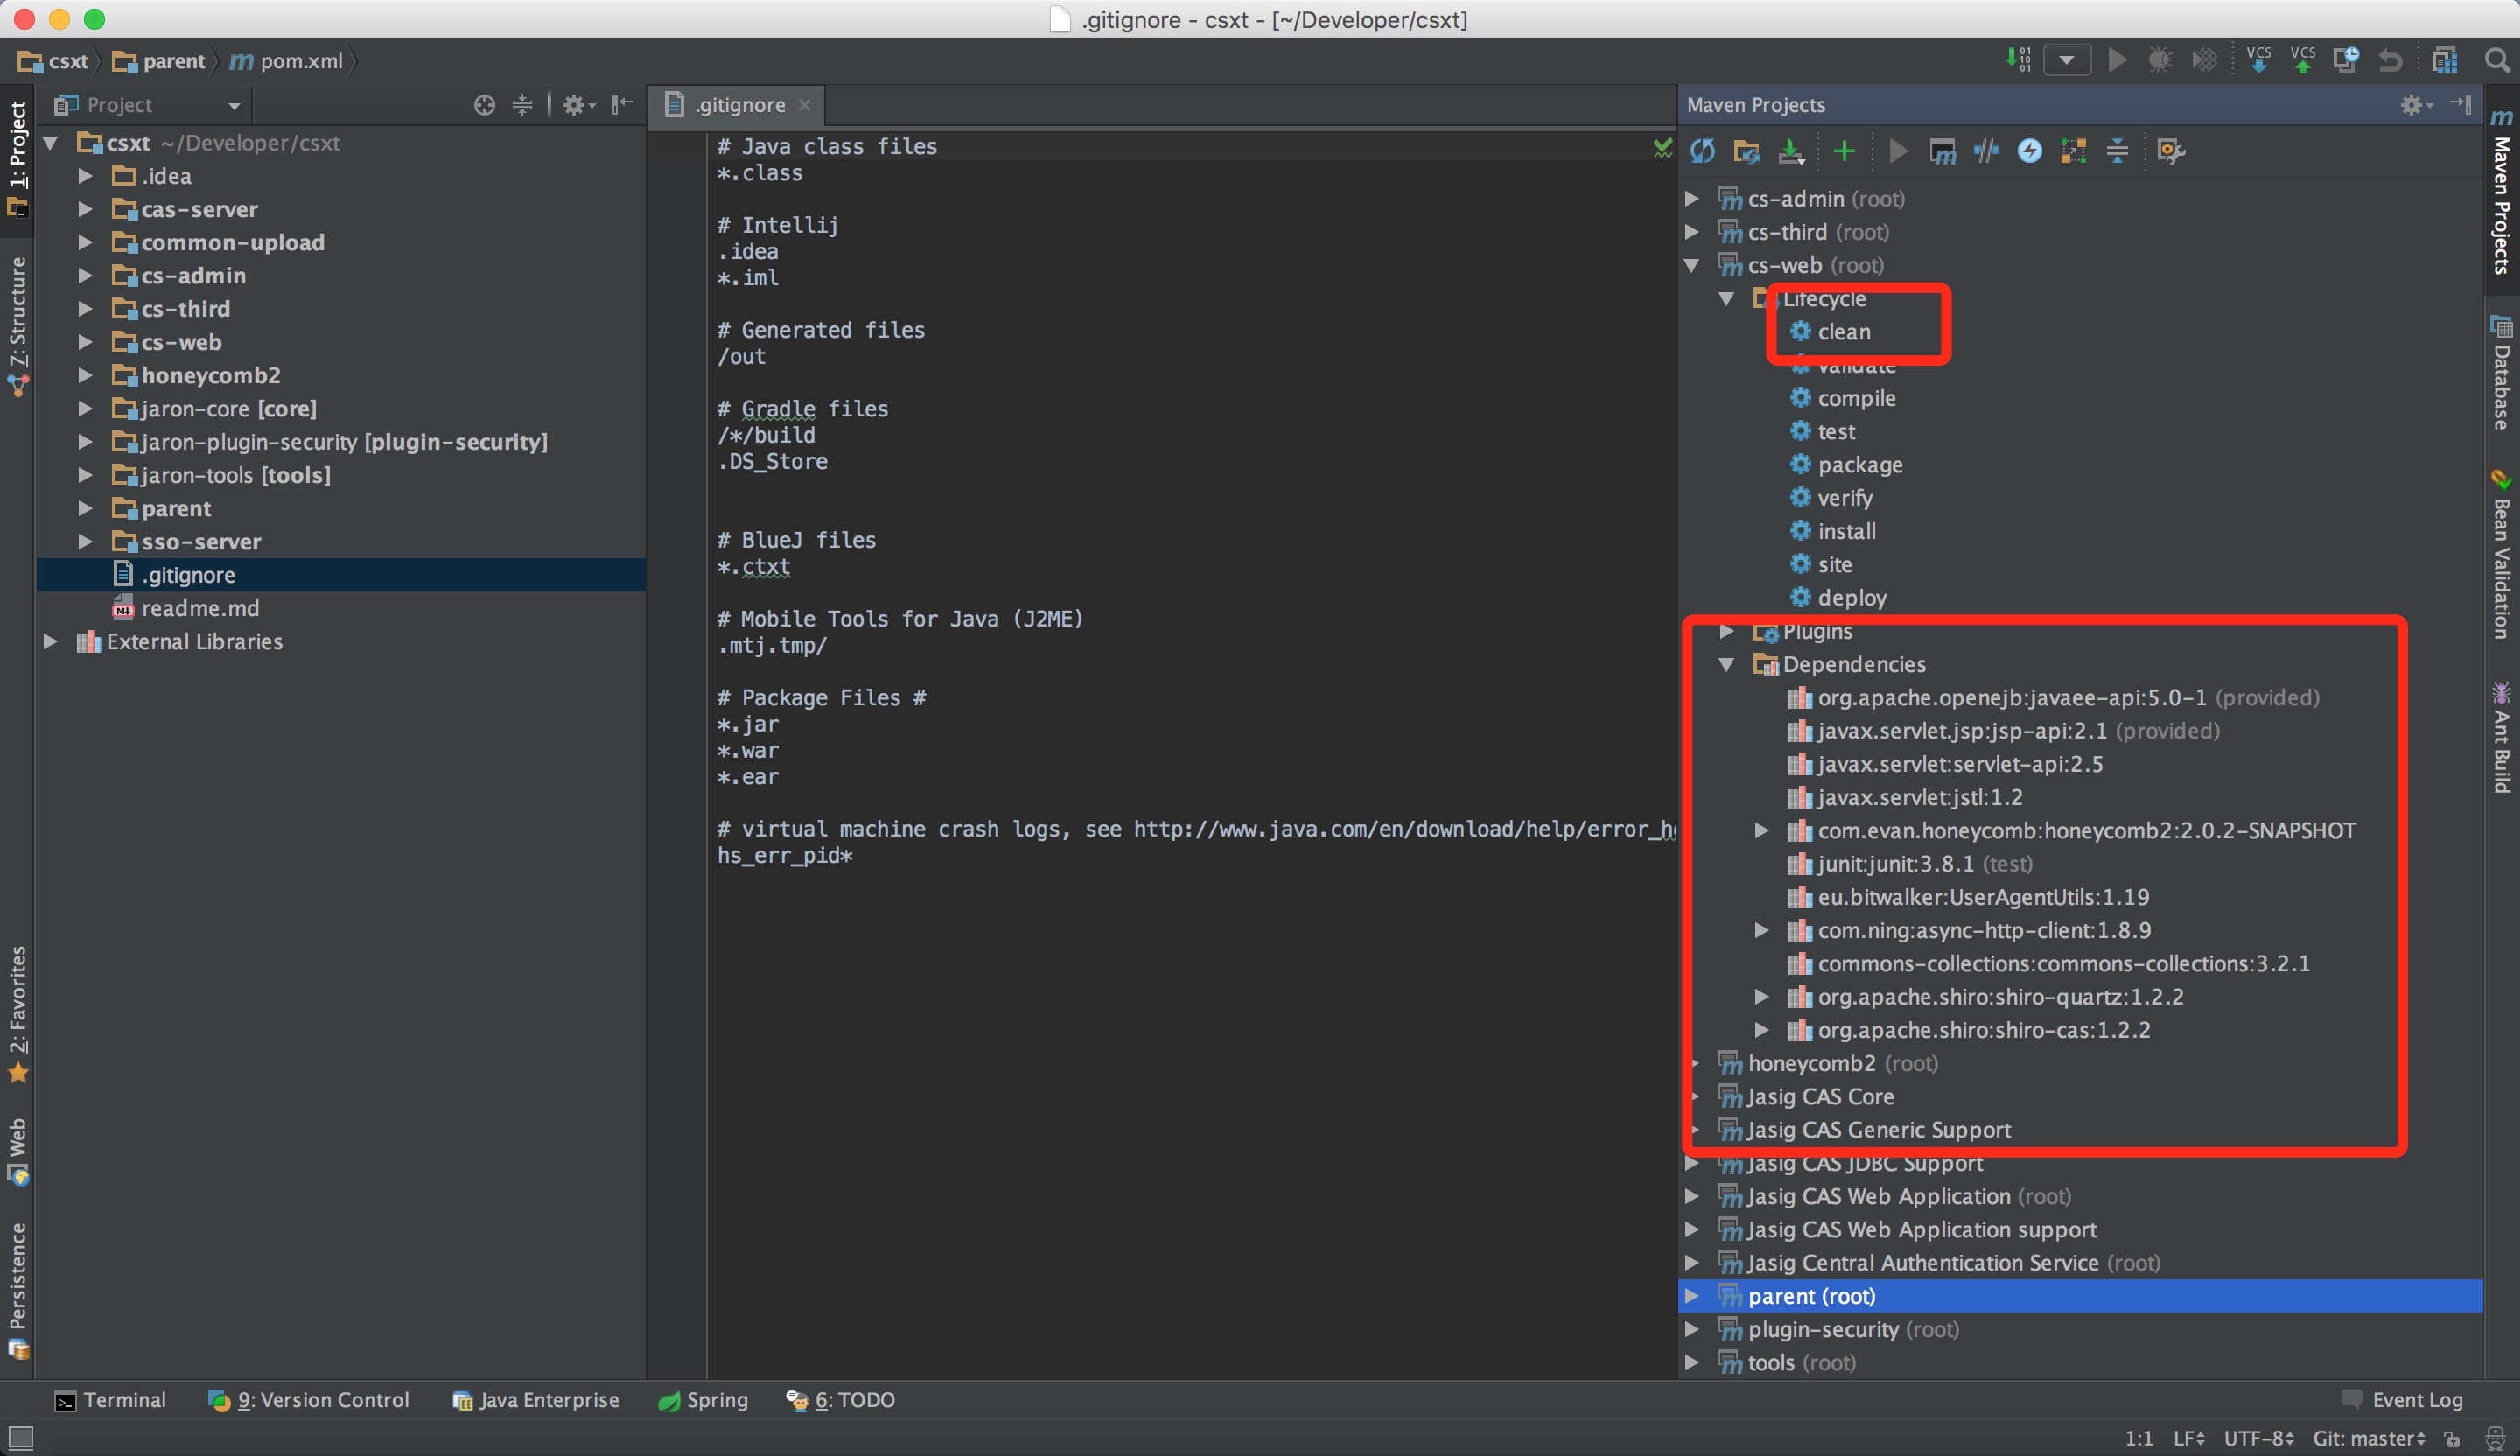 .gitignore - csxt - [~/Developer/csxt]
csxt parent m pom.xml
VCS VCS
Project
.gitignore
Maven Projects
1: Project
7: Structure
2: Favorites
Web
Persistence
csxt ~/Developer/csxt
.idea
cas-server
common-upload
cs-admin
cs-third
cs-web
honeycomb2
jaron-core [core]
jaron-plugin-security [plugin-security]
jaron-tools [tools]
parent
sso-server
.gitignore
readme.md
External Libraries
# Java class files
*.class
# Intellij
.idea
*.iml
# Generated files
/out
# Gradle files
/*/build
.DS_Store
# BlueJ files
*.ctxt
# Mobile Tools for Java (J2ME)
.mtj.tmp/
# Package Files #
*.jar
*.war
*.ear
# virtual machine crash logs, see http://www.java.com/en/download/help/error_h
hs_err_pid*
cs-admin (root)
cs-third (root)
cs-web (root)
Lifecycle
clean
validate
compile
test
package
verify
install
site
deploy
Plugins
Dependencies
org.apache.openejb:javaee-api:5.0-1 (provided)
javax.servlet.jsp:jsp-api:2.1 (provided)
javax.servlet:servlet-api:2.5
javax.servlet:jstl:1.2
com.evan.honeycomb:honeycomb2:2.0.2-SNAPSHOT
junit:junit:3.8.1 (test)
eu.bitwalker:UserAgentUtils:1.19
com.ning:async-http-client:1.8.9
commons-collections:commons-collections:3.2.1
org.apache.shiro:shiro-quartz:1.2.2
org.apache.shiro:shiro-cas:1.2.2
honeycomb2 (root)
Jasig CAS Core
Jasig CAS Generic Support
Jasig CAS JDBC Support
Jasig CAS Web Application (root)
Jasig CAS Web Application support
Jasig Central Authentication Service (root)
parent (root)
plugin-security (root)
tools (root)
Maven Projects
Database
Bean Validation
Ant Build
Terminal
9: Version Control
Java Enterprise
Spring
6: TODO
Event Log
1:1 LF UTF-8 Git: master